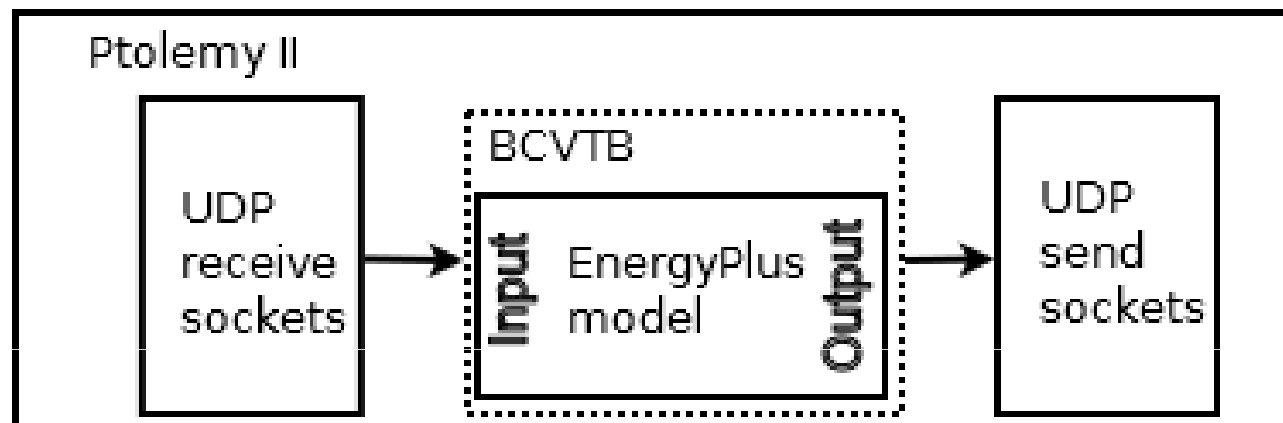 Ptolemy II
UDP
receive
sockets
BCVTB
Input
EnergyPlus
model
Output
UDP
send
sockets